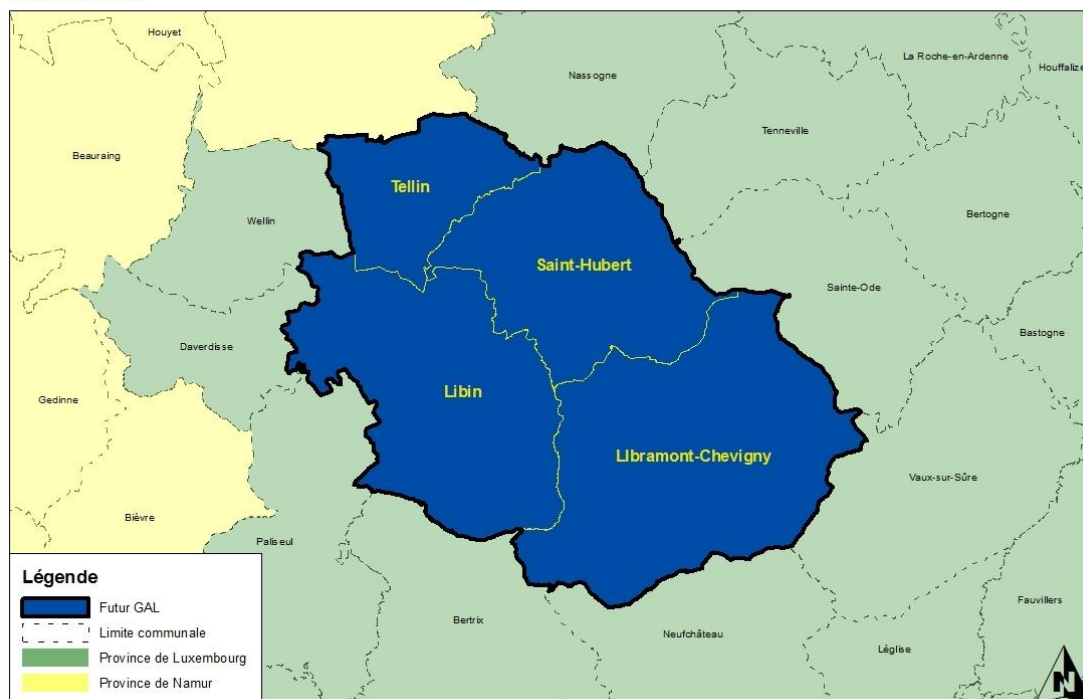 Houyet
La Roche-en-Ardenne
Houffalize
Nassogne
Tenneville
Beauraing
Tellin
Wellin
Bertogne
Saint-Hubert
Sainte-Ode
Bastogne
Daverdisse
Libin
Gedinne
LIbramont-Chevigny
Vaux-sur-Sûre
Bièvre
Paliseul
Légende
Futur GAL
Limite communale
Province de Luxembourg
Province de Namur
Bertrix
Neufchâteau
Fauvillers
Léglise
N